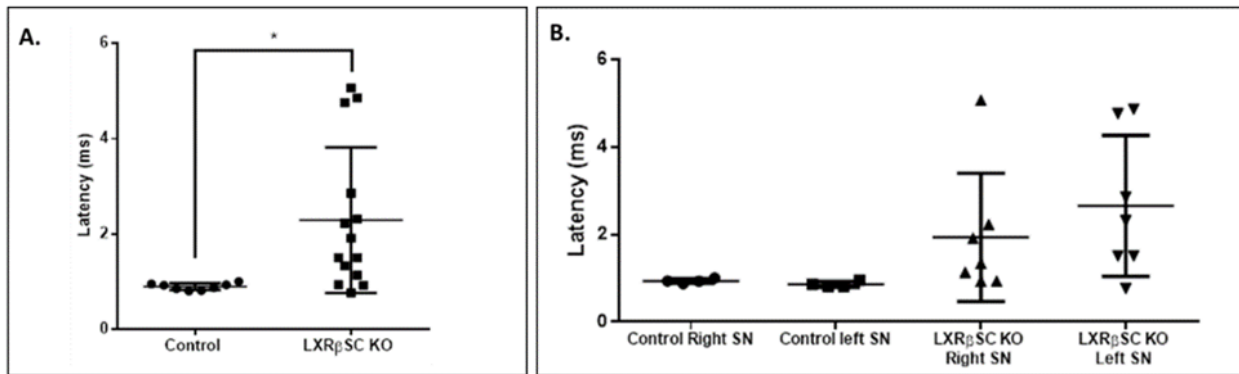 A.
*
6
4
2
0
Latency (ms)
Control
LXRβSC KO
B.
6
4
2
0
Latency (ms)
Control Right SN
Control left SN
LXRβSC KO
Right SN
LXRβSC KO
Left SN